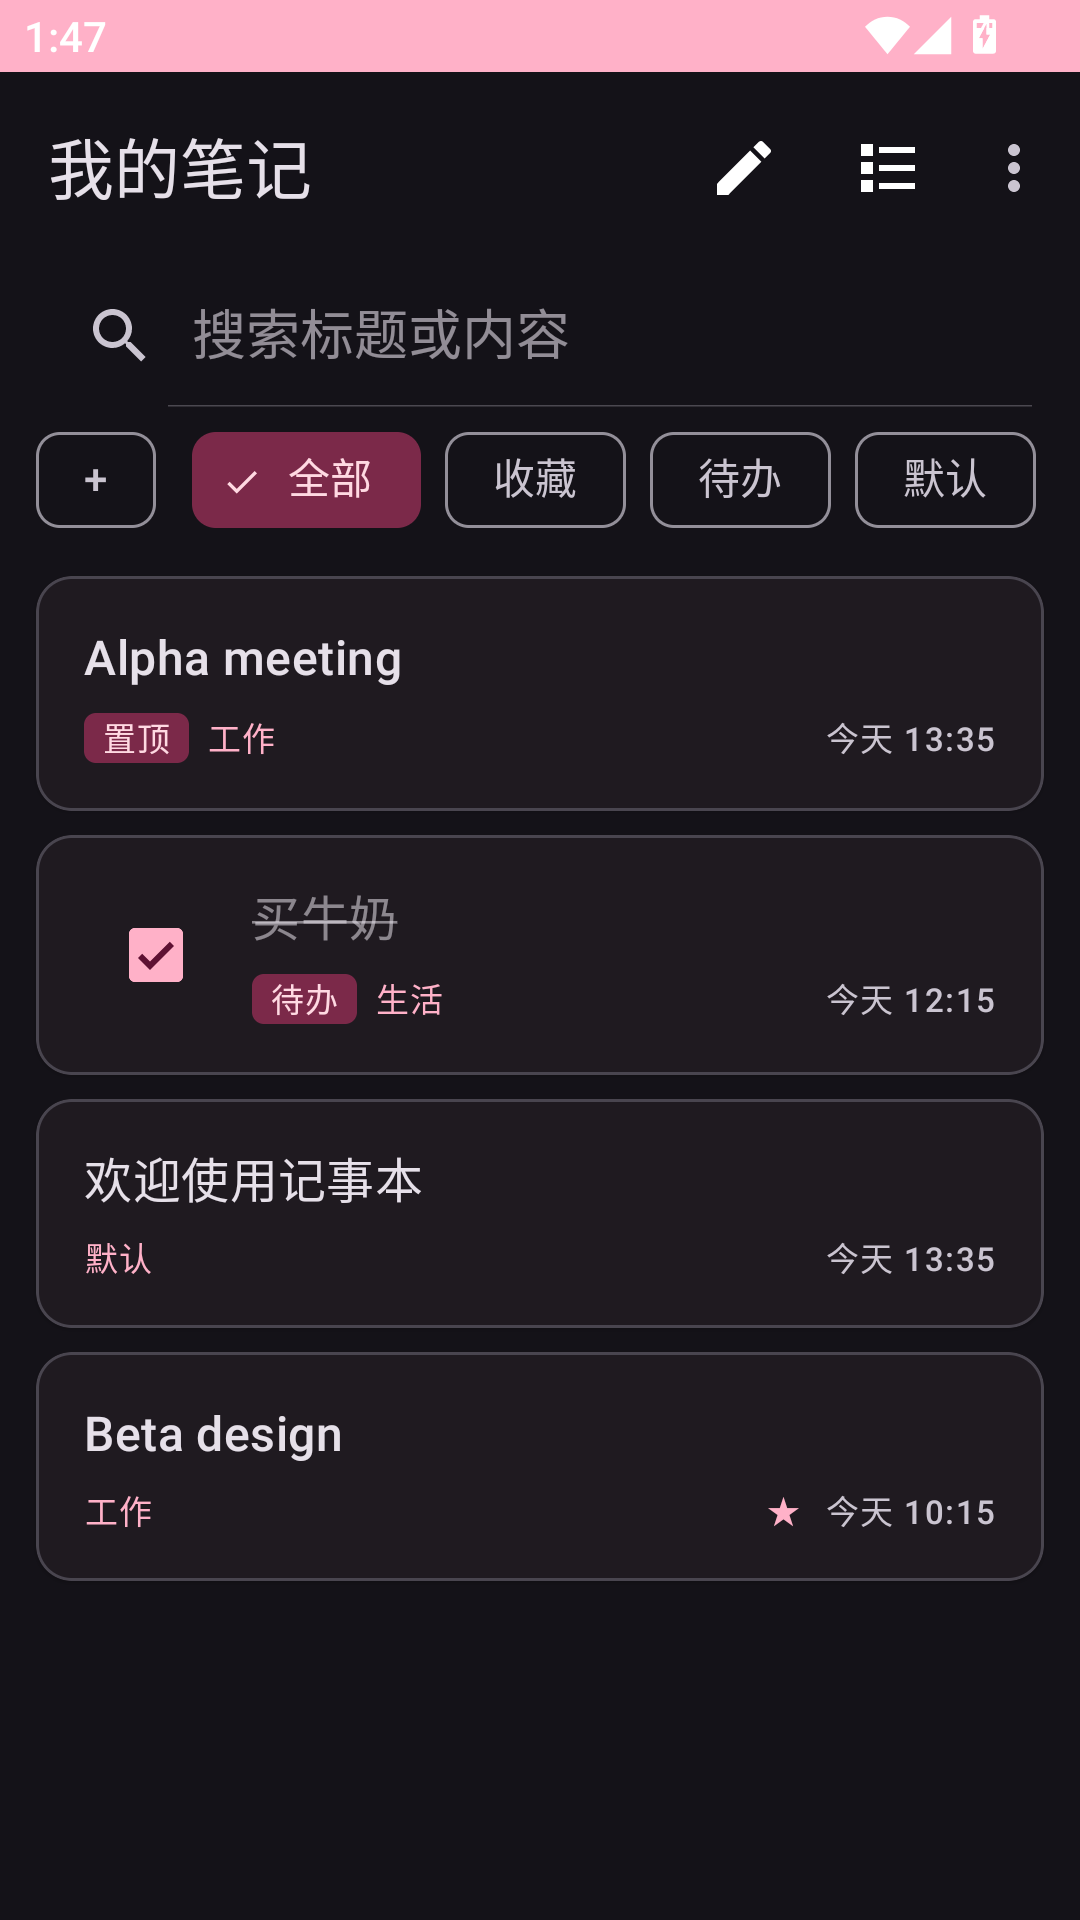 1:47
我的笔记
搜索标题或内容
+ 全部 收藏 待办 默认
Alpha meeting
置顶 工作 今天 13:35
买牛奶
待办 生活 今天 12:15
欢迎使用记事本
默认 今天 13:35
Beta design
工作 ★ 今天 10:15